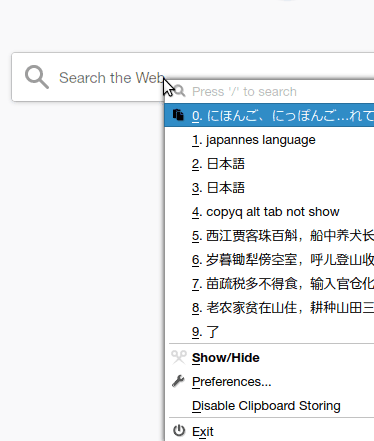 Search the Web
Press '/' to search
0. にほんご、にっぽんご...れて
1. japannes language
2. 日本語
3. 日本語
4. copyq alt tab not show
5. 西江贾客珠百斛，船中养犬长
6. 岁暮锄犁傍空室，呼儿登山收
7. 苗疏税多不得食，输入官仓化
8. 老农家贫在山住，耕种山田三
9. 了
Show/Hide
Preferences...
Disable Clipboard Storing
Exit